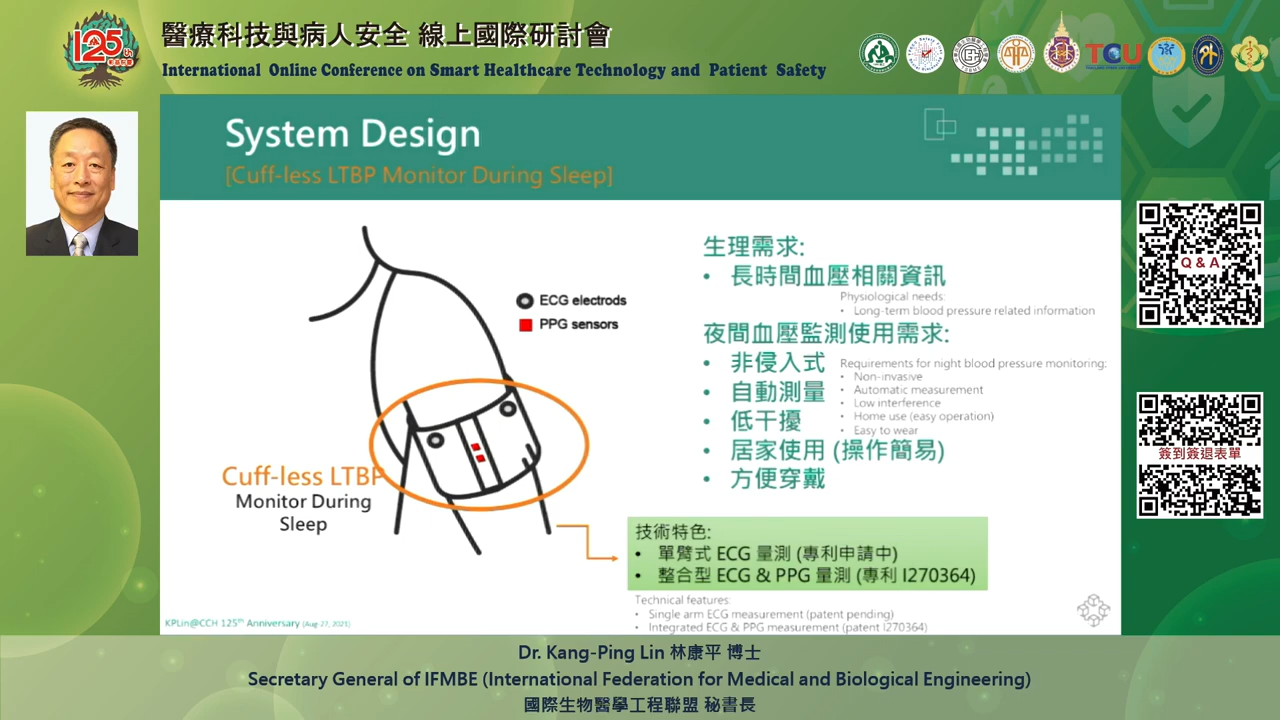 125th
醫療科技與病人安全 線上國際研討會
International Online Conference on Smart Healthcare Technology and Patient Safety
TCU
System Design
[Cuff-less LTBP Monitor During Sleep]
ECG electrods
PPG sensors
Cuff-less LTBP
Monitor During
Sleep
生理需求:
• 長時間血壓相關資訊
Physiological needs:
• Long-term blood pressure related information
夜間血壓監測使用需求:
• 非侵入式
• 自動測量
• 低干擾
• 居家使用 (操作簡易)
• 方便穿戴
Requirements for night blood pressure monitoring:
• Non-invasive
• Automatic measurement
• Low interference
• Home use (easy operation)
• Easy to wear
技術特色:
• 單臂式 ECG 量測 (專利申請中)
• 整合型 ECG & PPG 量測 (專利 I270364)
Technical features:
• Single arm ECG measurement (patent pending)
• Integrated ECG & PPG measurement (patent I270364)
KPLin@CCH 125th Anniversary (Aug-27, 2021)
Q & A
簽到簽退表單
Dr. Kang-Ping Lin 林康平 博士
Secretary General of IFMBE (International Federation for Medical and Biological Engineering)
國際生物醫學工程聯盟 秘書長